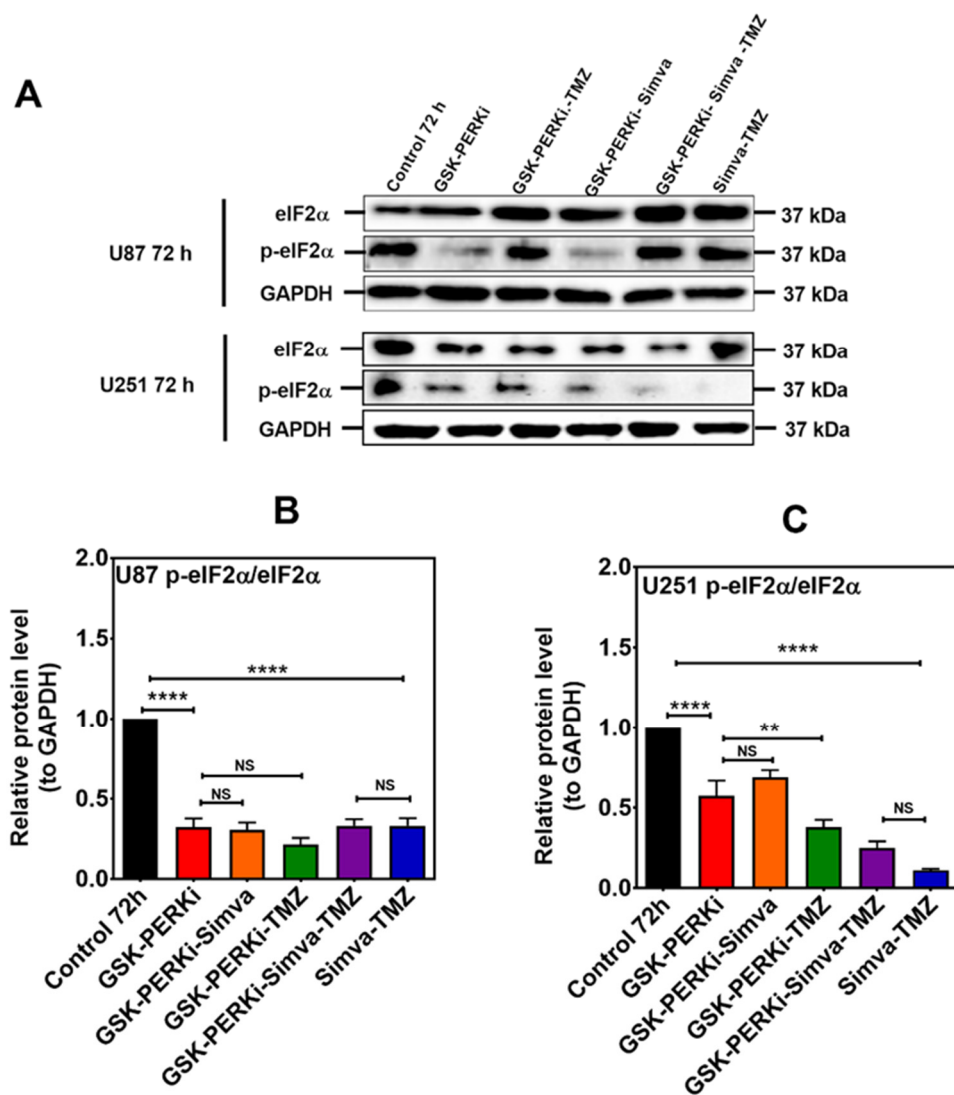 A
Control 72 h
GSK-PERKi
GSK-PERKi.-TMZ
GSK-PERKi- Simva
GSK-PERKi- Simva -TMZ
Simva-TMZ
U87 72 h
eIF2α 37 kDa
p-eIF2α 37 kDa
GAPDH 37 kDa
U251 72 h
eIF2α 37 kDa
p-eIF2α 37 kDa
GAPDH 37 kDa
B
U87 p-eIF2α/eIF2α
Relative protein level
(to GAPDH)
2.0
1.5
1.0
0.5
0.0
****
****
NS
NS
NS
Control 72h
GSK-PERKi
GSK-PERKi-Simva
GSK-PERKi-TMZ
GSK-PERKi-Simva-TMZ
Simva-TMZ
C
U251 p-eIF2α/eIF2α
Relative protein level
(to GAPDH)
2.0
1.5
1.0
0.5
0.0
****
****
**
NS
NS
Control 72h
GSK-PERKi
GSK-PERKi-Simva
GSK-PERKi-TMZ
GSK-PERKi-Simva-TMZ
Simva-TMZ